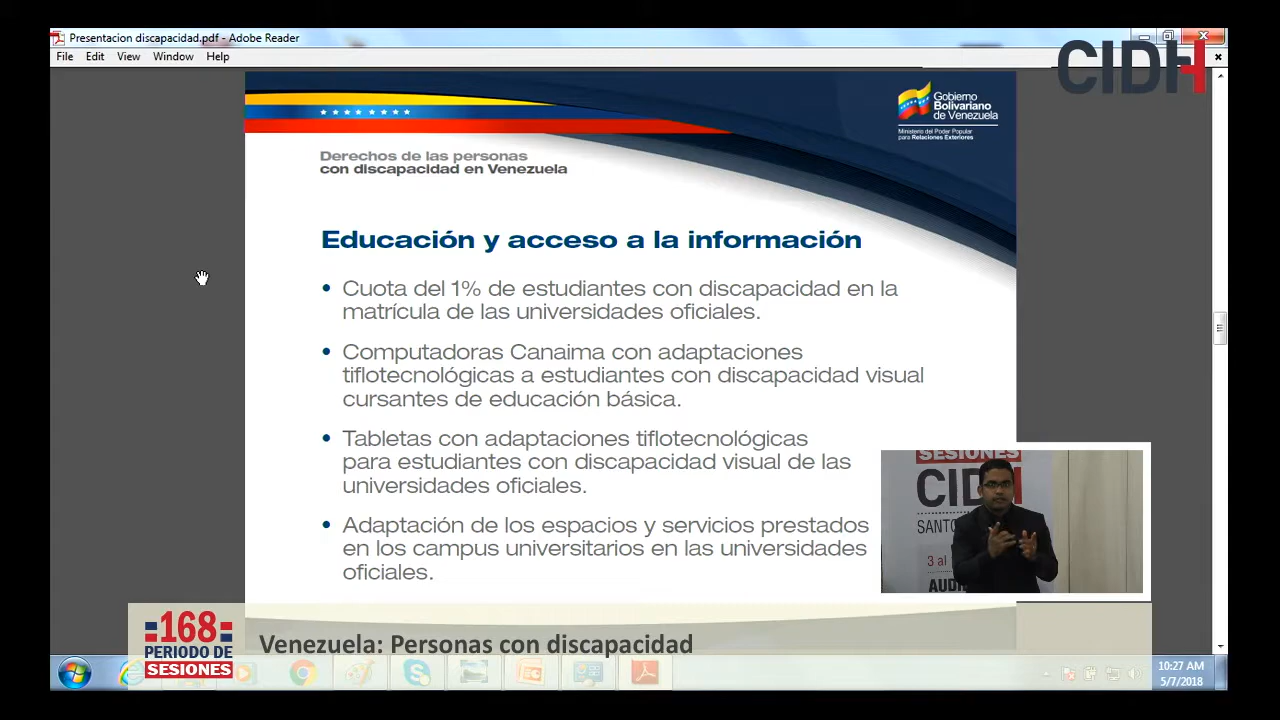 Presentacion discapacidad.pdf - Adobe Reader
File Edit View Window Help
CIDH
Gobierno
Bolivariano
de Venezuela
Ministerio del Poder Popular
para Relaciones Exteriores
Derechos de las personas
con discapacidad en Venezuela
Educación y acceso a la información
• Cuota del 1% de estudiantes con discapacidad en la
matrícula de las universidades oficiales.
• Computadoras Canaima con adaptaciones
tiflotecnológicas a estudiantes con discapacidad visual
cursantes de educación básica.
• Tabletas con adaptaciones tiflotecnológicas
para estudiantes con discapacidad visual de las
universidades oficiales.
• Adaptación de los espacios y servicios prestados
en los campus universitarios en las universidades
oficiales.
SESIONES
CIDH
SANTO
3 al
168
PERIODO DE
SESIONES
Venezuela: Personas con discapacidad
10:27 AM
5/7/2018